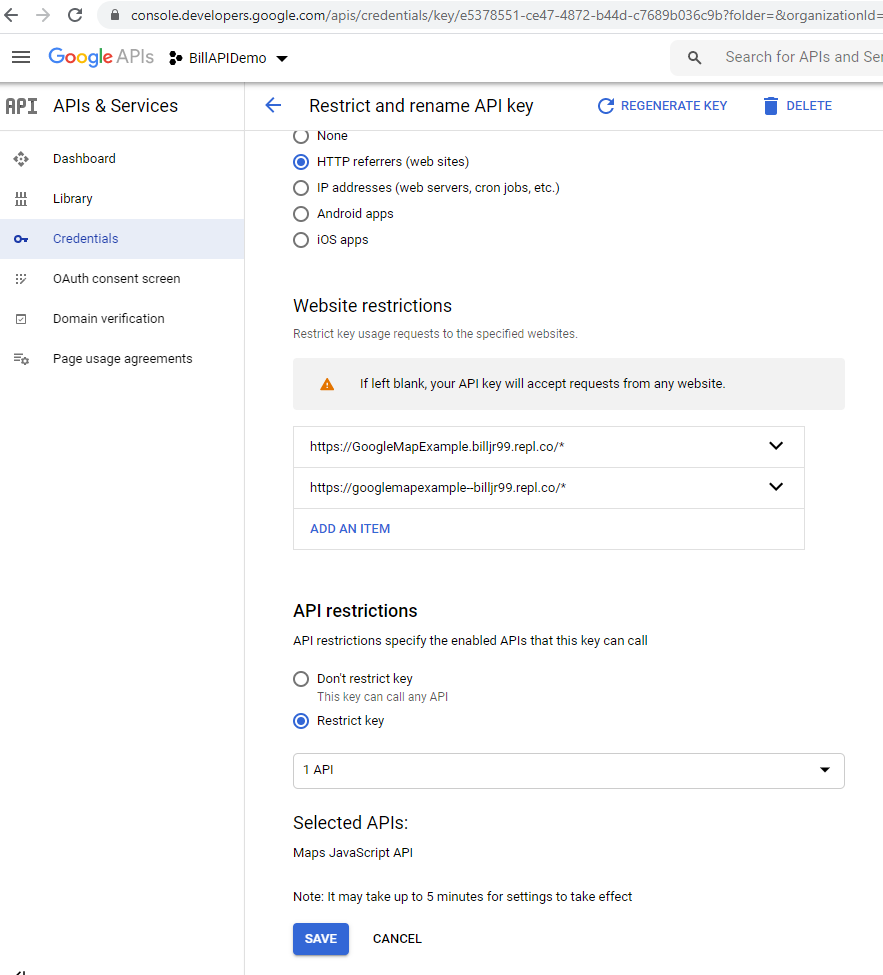 console.developers.google.com/apis/credentials/key/e5378551-ce47-4872-b44d-c7689b036c9b?folder=&organizationId=
Google APIs
BillAPIDemo
Search for APIs and Ser
API APIs & Services
Restrict and rename API key
REGENERATE KEY
DELETE
Dashboard
Library
Credentials
OAuth consent screen
Domain verification
Page usage agreements
None
HTTP referrers (web sites)
IP addresses (web servers, cron jobs, etc.)
Android apps
iOS apps
Website restrictions
Restrict key usage requests to the specified websites.
If left blank, your API key will accept requests from any website.
https://GoogleMapExample.billjr99.repl.co/*
https://googlemapexample--billjr99.repl.co/*
ADD AN ITEM
API restrictions
API restrictions specify the enabled APIs that this key can call
Don't restrict key
This key can call any API
Restrict key
1 API
Selected APIs:
Maps JavaScript API
Note: It may take up to 5 minutes for settings to take effect
SAVE
CANCEL